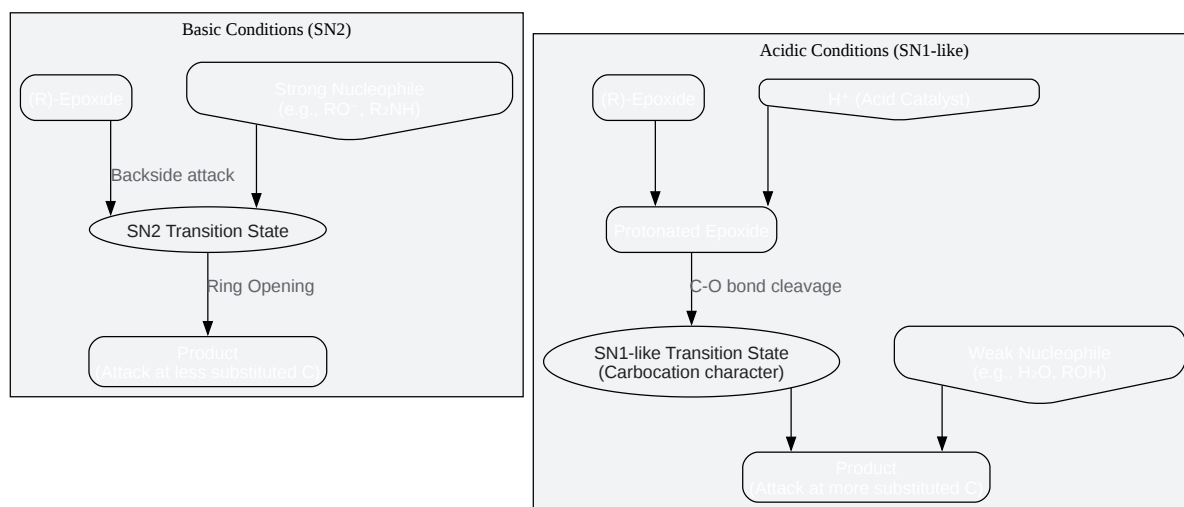 Basic Conditions (SN2)
(R)-Epoxide
Strong Nucleophile
(e.g., RO⁻, R₂NH)
Backside attack
SN2 Transition State
Ring Opening
Product
(Attack at less substituted C)
Acidic Conditions (SN1-like)
(R)-Epoxide
H⁺ (Acid Catalyst)
Protonated Epoxide
C-O bond cleavage
SN1-like Transition State
(Carbocation character)
Weak Nucleophile
(e.g., H₂O, ROH)
Product
(Attack at more substituted C)